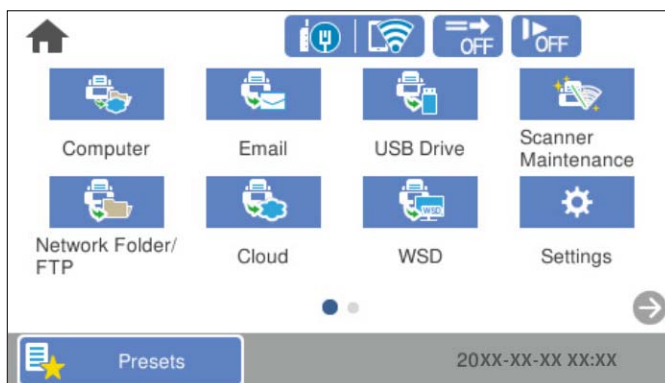 OFF
OFF
Computer
Email
USB Drive
Scanner
Maintenance
WSD
Network Folder/
FTP
Cloud
WSD
Settings
Presets
20XX-XX-XX XX:XX